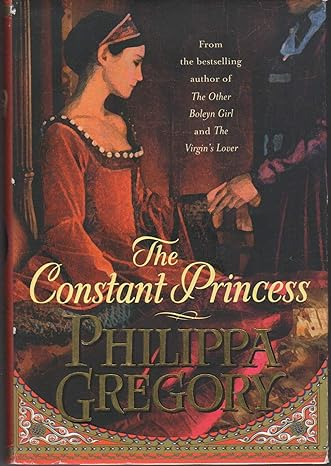 From
the bestselling
author of
The Other
Boleyn Girl
and The
Virgin's Lover
The
Constant Princess
PHILIPPA
GREGORY